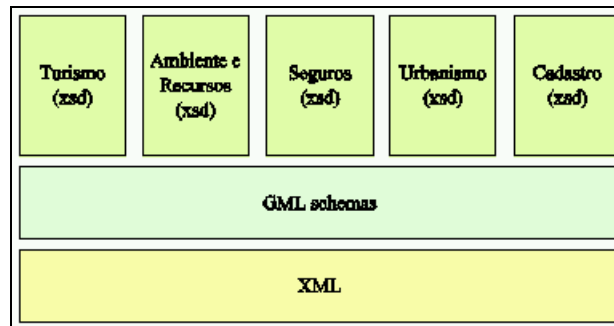 Turismo
(xsd)
Ambiente e
Recursos
(xsd)
Seguros
(xsd)
Urbanismo
(xsd)
Cadastro
(xsd)
GML schemas
XML